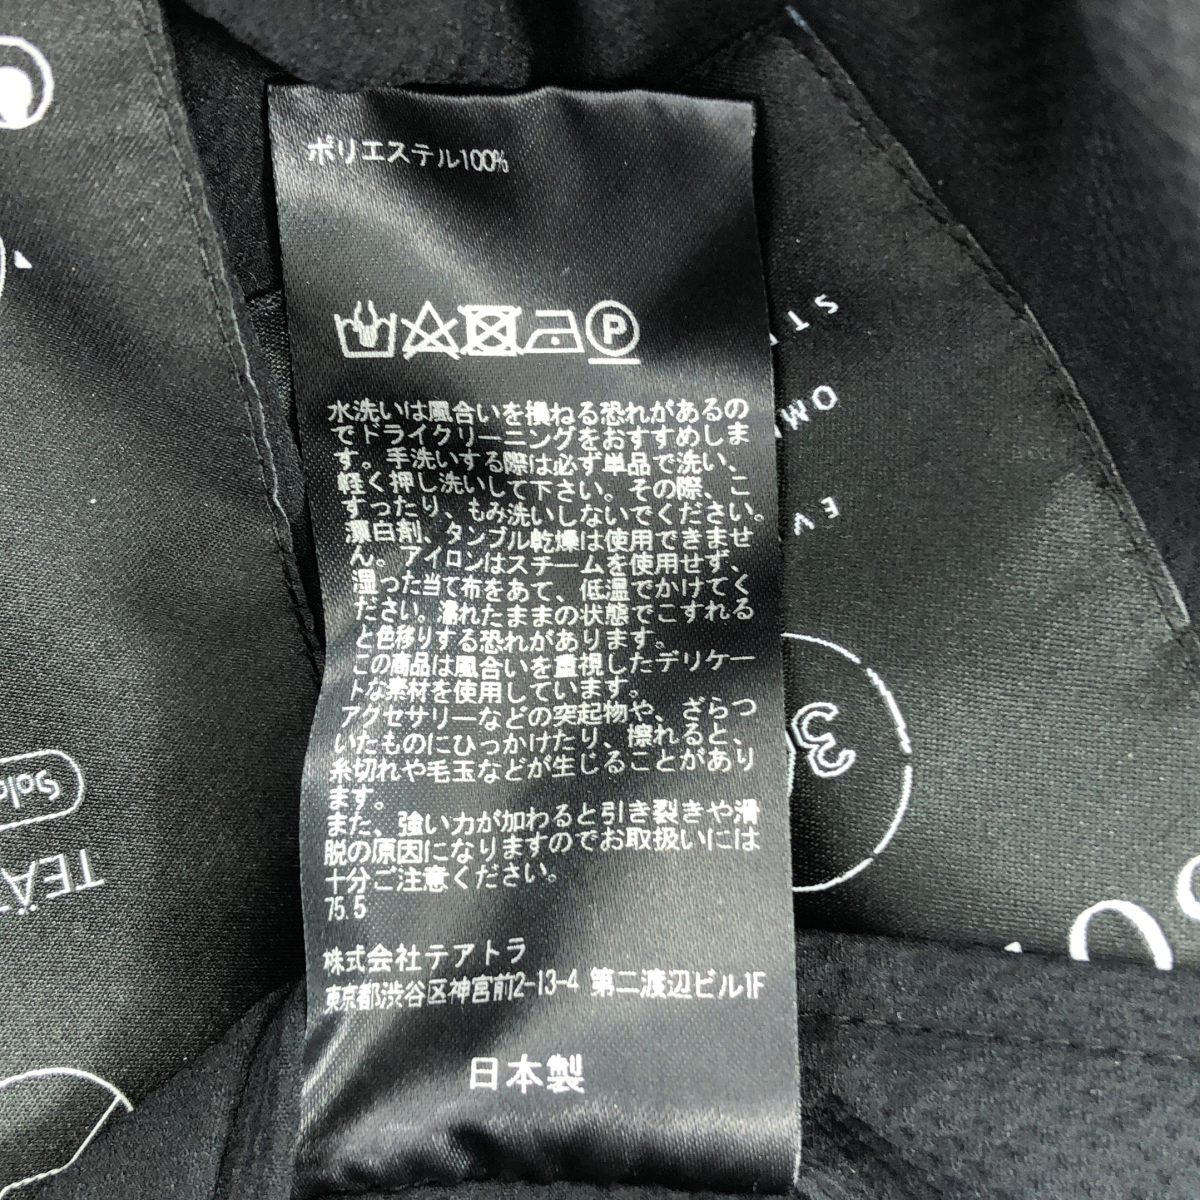 ポリエステル100%
P
水洗いは風合いを損ねる恐れがあるの
でドライクリーニングをおすすめしま
す。手洗いする際は必ず単品で洗い、
軽く押し洗いして下さい。その際、こ
すったり、もみ洗いしないでください。
漂白剤、タンブル乾燥は使用できませ
ん。アイロンはスチームを使用せず、
湿った当て布をあて、低温でかけてく
ださい。濡れたままの状態でこすれる
と色移りする恐れがあります。
この商品は風合いを重視したデリケー
トな素材を使用しています。
アクセサリーなどの突起物や、ざらつ
いたものにひっかけたり、擦れると、
糸切れや毛玉などが生じることがあり
ます。
また、強い力が加わると引き裂きや滑
脱の原因になりますのでお取扱いには
十分ご注意ください。
75.5
株式会社テアトラ
東京都渋谷区神宮前2-13-4 第二渡辺ビル1F
日本製